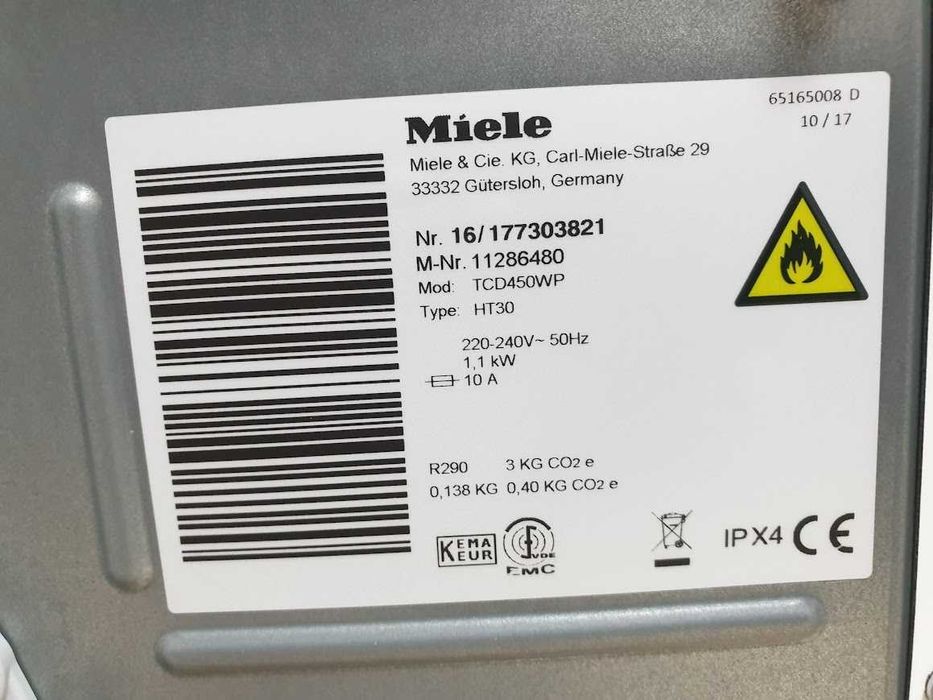 65165008 D
10 / 17
Miele
Miele & Cie. KG, Carl-Miele-Straße 29
33332 Gütersloh, Germany
Nr. 16/177303821
M-Nr. 11286480
Mod: TCD450WP
Type: HT30
220-240V~ 50Hz
1,1 kW
10 A
R290 3 KG CO2 e
0,138 KG 0,40 KG CO2 e
KEMA
KEUR
VDE
EMC
IPX4 CE